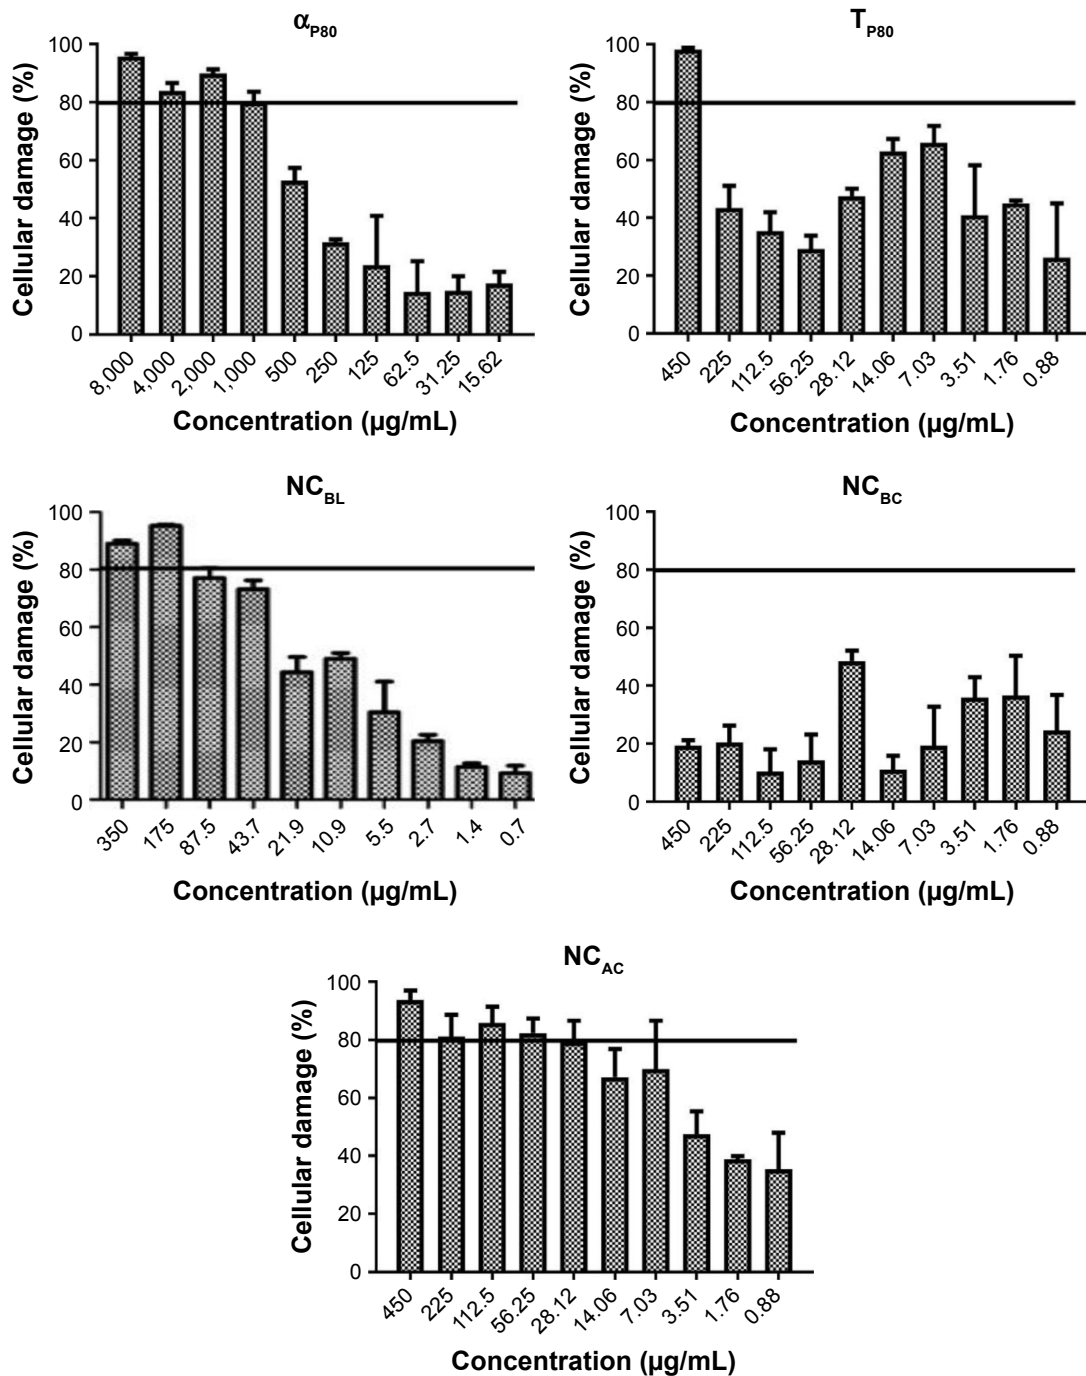 αP80
Cellular damage (%)
100
80
60
40
20
0
8,000 4,000 2,000 1,000 500 250 125 62.5 31.25 15.62
Concentration (µg/mL)
TP80
Cellular damage (%)
100
80
60
40
20
0
450 225 112.5 56.25 28.12 14.06 7.03 3.51 1.76 0.88
Concentration (µg/mL)
NCBL
Cellular damage (%)
100
80
60
40
20
0
350 175 87.5 43.7 21.9 10.9 5.5 2.7 1.4 0.7
Concentration (µg/mL)
NCBC
Cellular damage (%)
100
80
60
40
20
0
450 225 112.5 56.25 28.12 14.06 7.03 3.51 1.76 0.88
Concentration (µg/mL)
NCAC
Cellular damage (%)
100
80
60
40
20
0
450 225 112.5 56.25 28.12 14.06 7.03 3.51 1.76 0.88
Concentration (µg/mL)